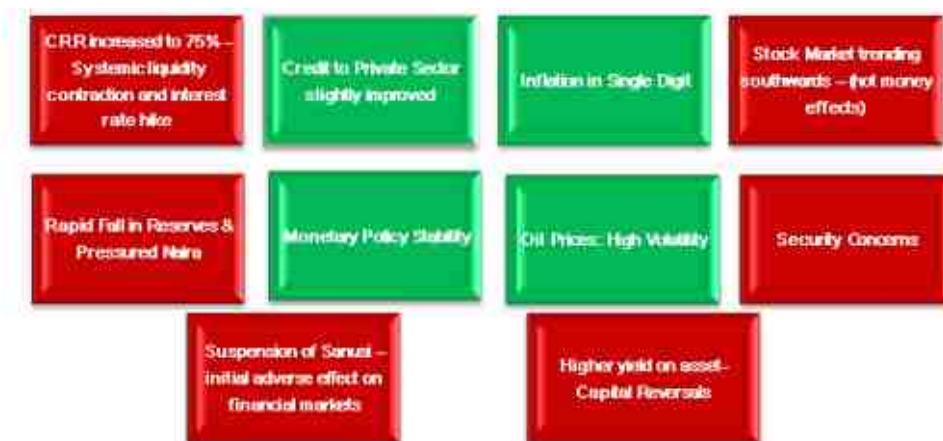 CRR increased to 75% –
Systemic liquidity
contraction and interest
rate hike
Credit to Private Sector
slightly improved
Inflation in Single Digit
Stock Market trending
southwards – (hot money
effects)
Rapid Fall in Reserves &
Pressured Naira
Monetary Policy Stability
Oil Prices: High Volatility
Security Concerns
Suspension of Sanusi –
initial adverse effect on
financial markets
Higher yield on asset–
Capital Reversals